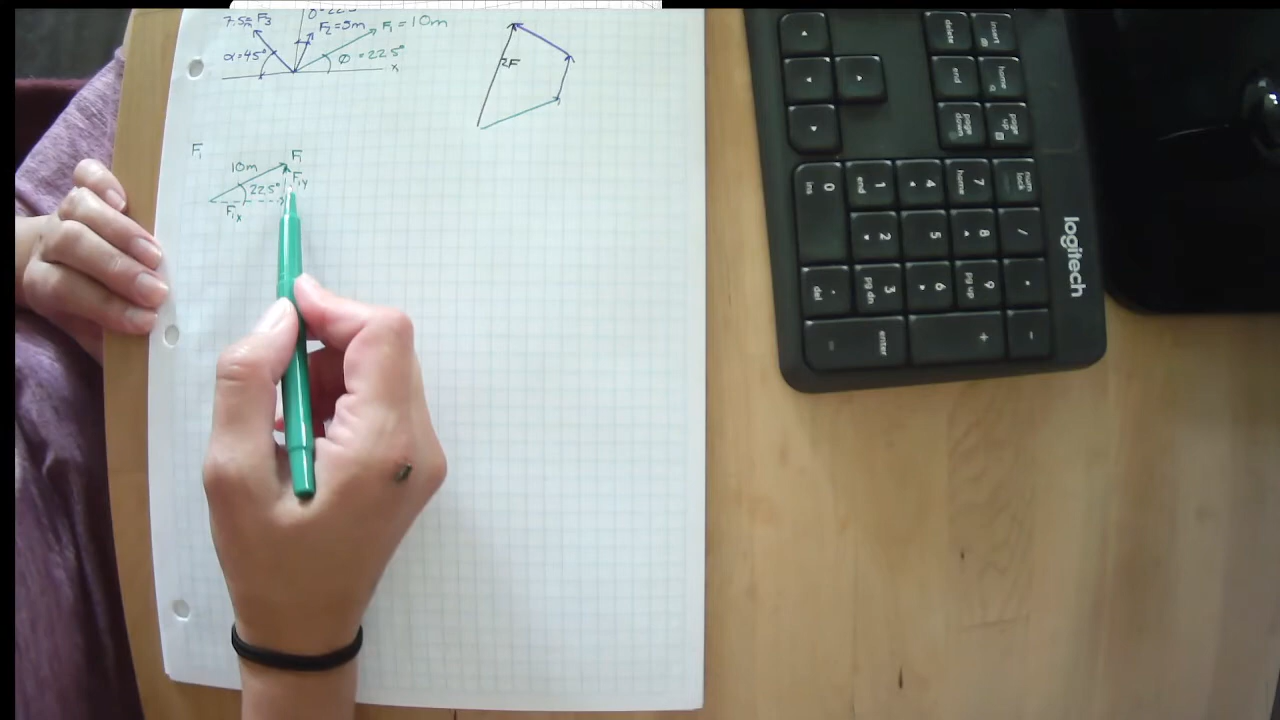 7.5m F₃
F₂=5m
F₁ = 10m
α=45°
Ø = 22.5°
x
ΣF
F₁
10m
F₁
22.5°
F₁y
F₁x
delete
insert
end
home
page down
page up
0 ins
end 1
4
home 7
num lock
2
5
8
/
. del
3 pg dn
6
9 pg up
enter
+
-
logitech